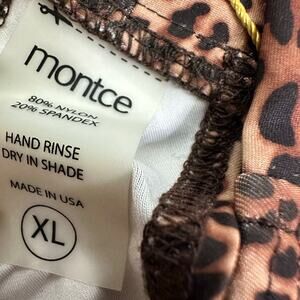 montce
80% NYLON
20% SPANDEX
HAND RINSE
DRY IN SHADE
MADE IN USA
XL